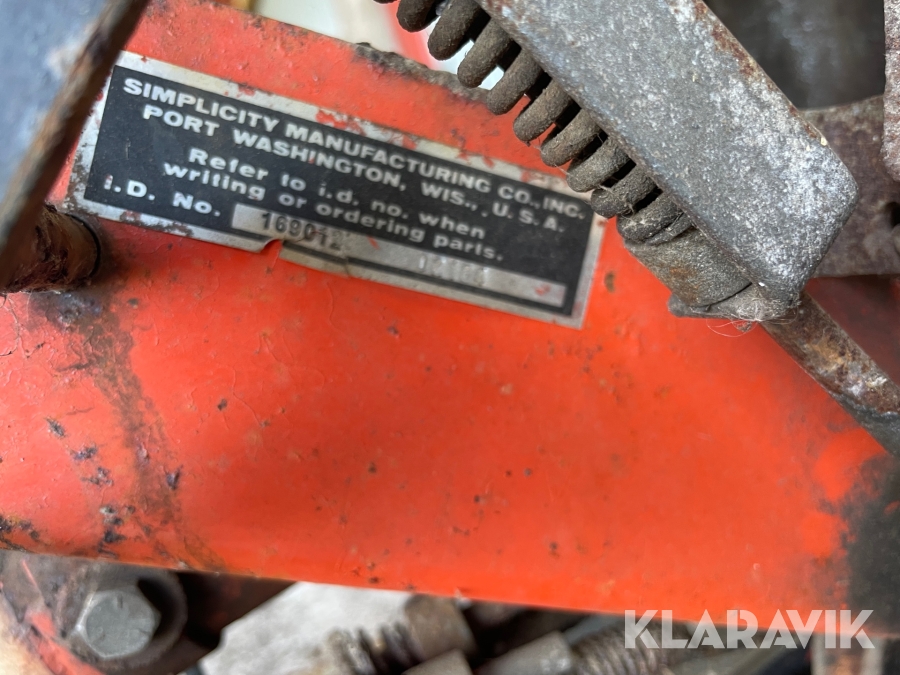 SIMPLICITY MANUFACTURING CO., INC.
PORT WASHINGTON, WIS., U.S.A.
Refer to i.d. no. when
writing or ordering parts.
I.D. No.
KLARAVIK